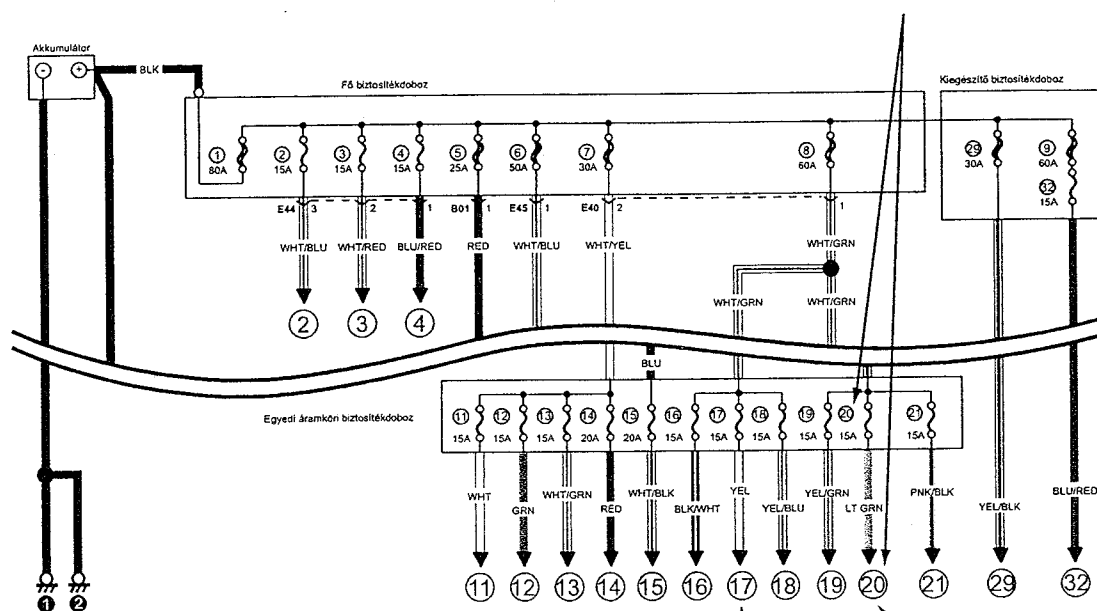 Akkumulátor
- +
BLK
Fő biztosítékdoboz
Kiegészítő biztosítékdoboz
1 2 3 4 5 6 7 8 29 9
80A 15A 15A 15A 25A 50A 30A 60A 30A 60A
32
15A
E44 3 2 1 B01 1 E45 1 E40 2 1
WHT/BLU WHT/RED BLU/RED RED WHT/BLU WHT/YEL WHT/GRN
WHT/GRN WHT/GRN
2 3 4
BLU
Egyedi áramköri biztosítékdoboz
11 12 13 14 15 16 17 18 19 20 21
15A 15A 15A 20A 20A 15A 15A 15A 15A 15A 15A
WHT GRN WHT/GRN RED WHT/BLK BLK/WHT YEL YEL/BLU YEL/GRN LT GRN PNK/BLK YEL/BLK BLU/RED
11 12 13 14 15 16 17 18 19 20 21 29 32
1 2